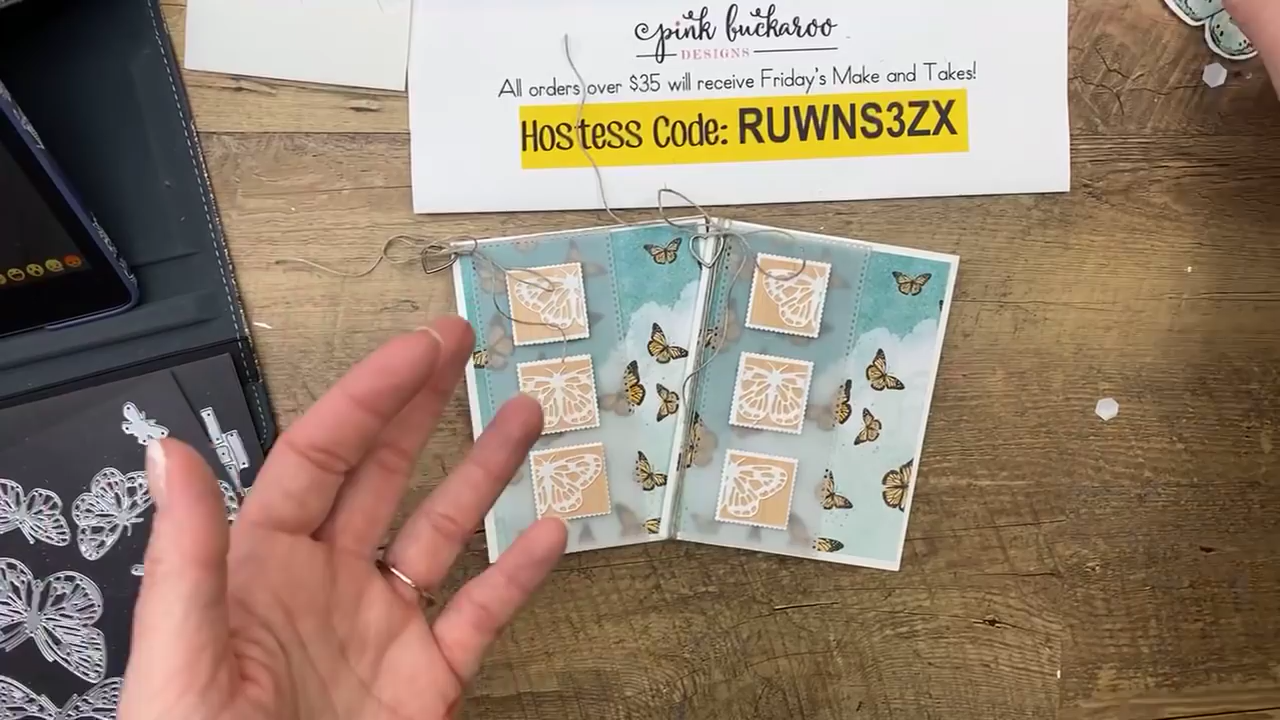 pink buckaroo
DESIGNS
All orders over $35 will receive Friday's Make and Takes!
Hostess Code: RUWNS3ZX